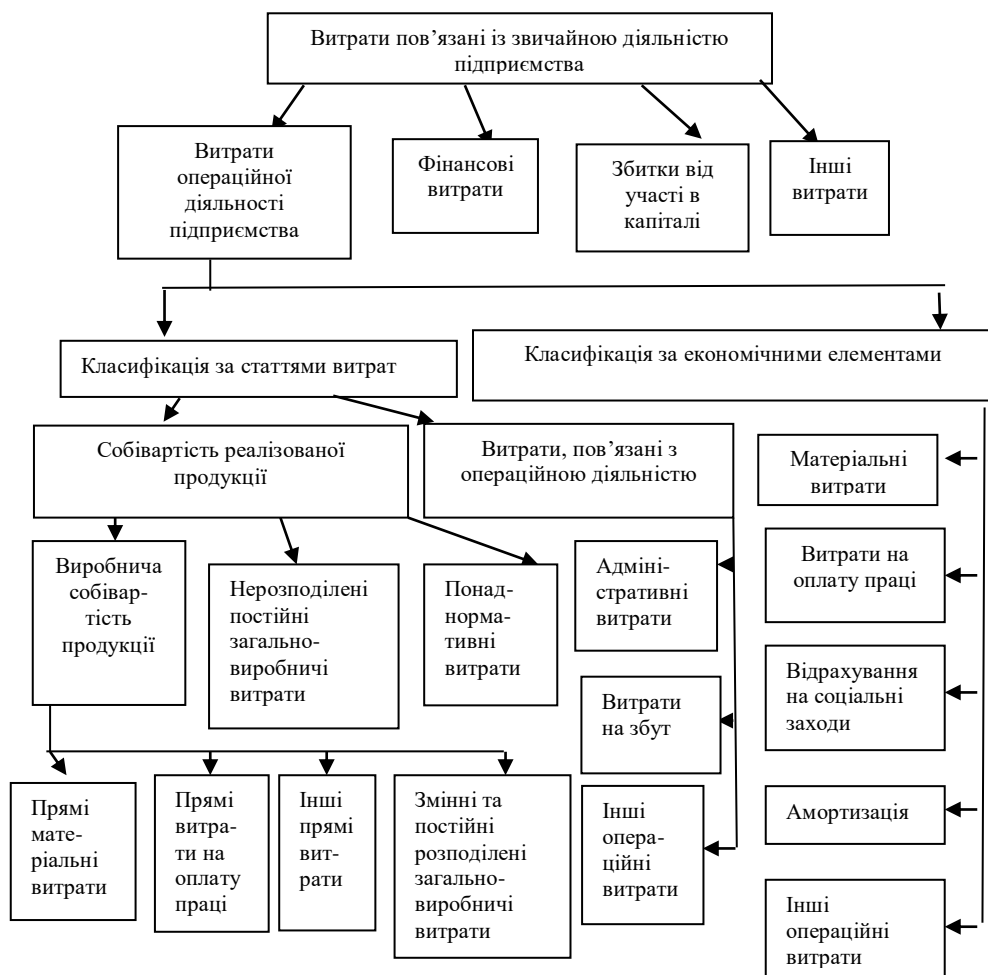 Витрати пов’язані із звичайною діяльністю
підприємства
Витрати
операційної
діяльності
підприємства
Фінансові
витрати
Збитки від
участі в
капіталі
Інші
витрати
Класифікація за статтями витрат
Класифікація за економічними елементами
Собівартість реалізованої
продукції
Витрати, пов’язані з
операційною діяльністю
Матеріальні
витрати
Виробнича
собівар-
тість
продукції
Нерозподілені
постійні
загально-
виробничі
витрати
Понад-
норма-
тивні
витрати
Адміні-
стративні
витрати
Витрати на
оплату праці
Витрати
на збут
Відрахування
на соціальні
заходи
Прямі
мате-
ріальні
витрати
Прямі
витра-
ти на
оплату
праці
Інші
прямі
вит-
рати
Змінні та
постійні
розподілені
загально-
виробничі
витрати
Інші
опера-
ційні
витрати
Амортизація
Інші
операційні
витрати